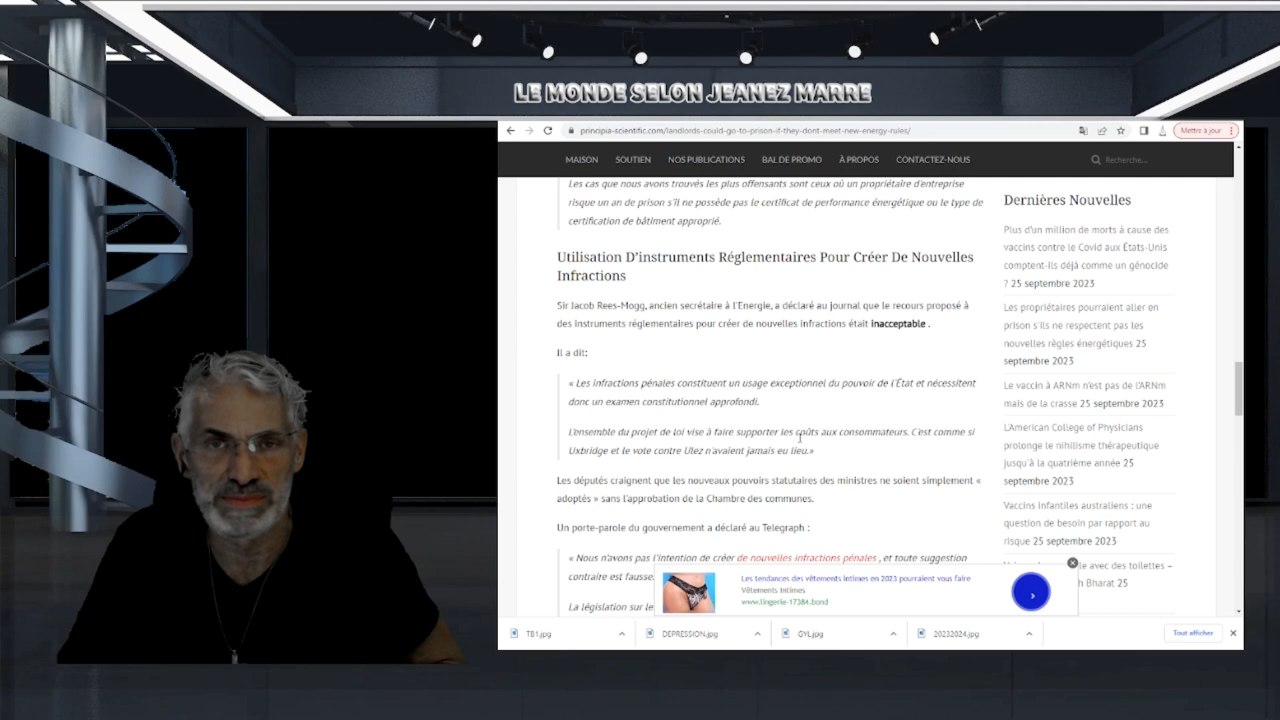 LE MONDE SELON JEANEZ MARRE
principia-scientific.com/landlords-could-go-to-prison-if-they-dont-meet-new-energy-rules/
Mettre à jour
MAISON SOUTIEN NOS PUBLICATIONS BAL DE PROMO À PROPOS CONTACTEZ-NOUS Recherche...
Les cas que nous avons trouvés les plus offensants sont ceux où un propriétaire d'entreprise
risque un an de prison s'il ne possède pas le certificat de performance énergétique ou le type de
certification de bâtiment approprié.
Utilisation D'instruments Réglementaires Pour Créer De Nouvelles
Infractions
Sir Jacob Rees-Mogg, ancien secrétaire à l'Energie, a déclaré au journal que le recours proposé à
des instruments réglementaires pour créer de nouvelles infractions était inacceptable .
Il a dit:
« Les infractions pénales constituent un usage exceptionnel du pouvoir de l'État et nécessitent
donc un examen constitutionnel approfondi.
L'ensemble du projet de loi vise à faire supporter les coûts aux consommateurs. C'est comme si
Uxbridge et le vote contre Ulez n'avaient jamais eu lieu.»
Les députés craignent que les nouveaux pouvoirs statutaires des ministres ne soient simplement «
adoptés » sans l'approbation de la Chambre des communes.
Un porte-parole du gouvernement a déclaré au Telegraph :
« Nous n'avons pas l'intention de créer de nouvelles infractions pénales , et toute suggestion
contraire est fausse.
La législation sur le
Dernières Nouvelles
Plus d'un million de morts à cause des
vaccins contre le Covid aux États-Unis
comptent-ils déjà comme un génocide
? 25 septembre 2023
Les propriétaires pourraient aller en
prison s'ils ne respectent pas les
nouvelles règles énergétiques 25
septembre 2023
Le vaccin à ARNm n'est pas de l'ARNm
mais de la crasse 25 septembre 2023
L'American College of Physicians
prolonge le nihilisme thérapeutique
jusqu'à la quatrième année 25
septembre 2023
Vaccins infantiles australiens : une
question de besoin par rapport au
risque 25 septembre 2023
le avec des toilettes –
h Bharat 25
Les tendances des vêtements intimes en 2023 pourraient vous faire
Vêtements Intimes
www.lingerie-17384.bond
TB1.jpg DEPRESSION.jpg GYL.jpg 20232024.jpg Tout afficher